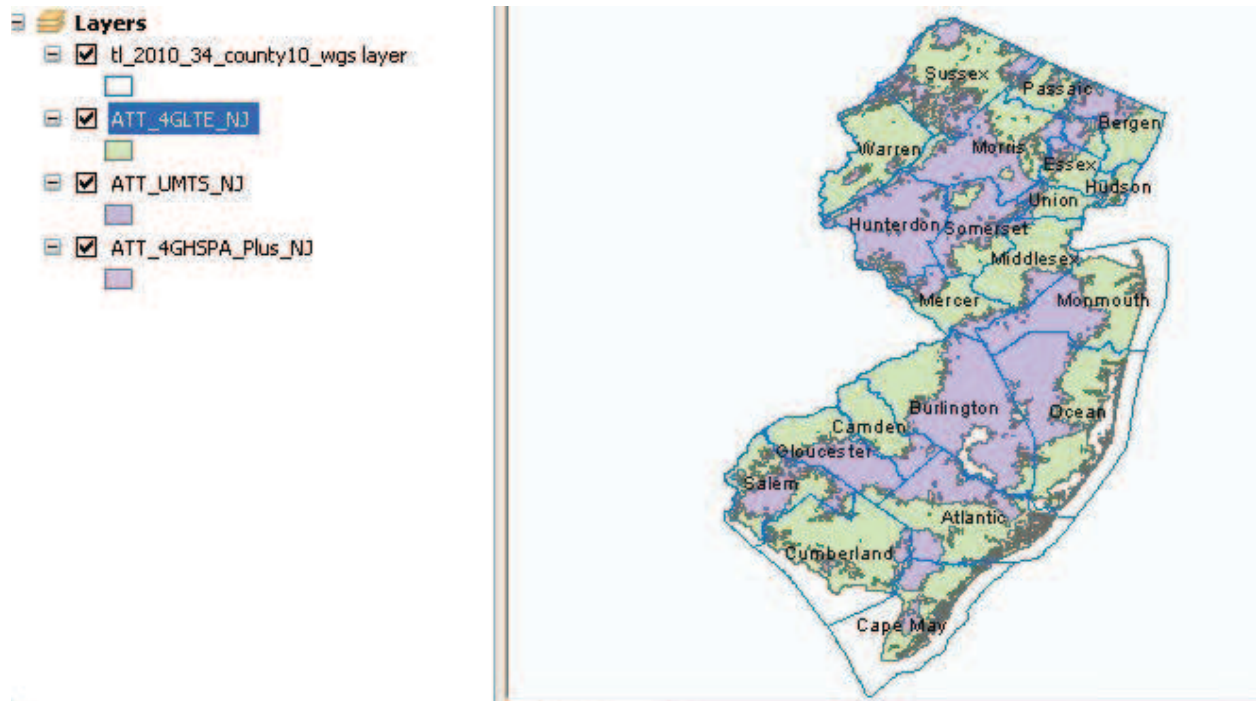 Layers
tl_2010_34_county10_wgs layer
ATT_4GLTE_NJ
ATT_UMTS_NJ
ATT_4GHSPA_Plus_NJ
Sussex
Passaic
Bergen
Warren
Morris
Essex
Hudson
Union
Hunterdon
Somerset
Middlesex
Mercer
Monmouth
Burlington
Ocean
Camden
Gloucester
Salem
Atlantic
Cumberland
Cape May